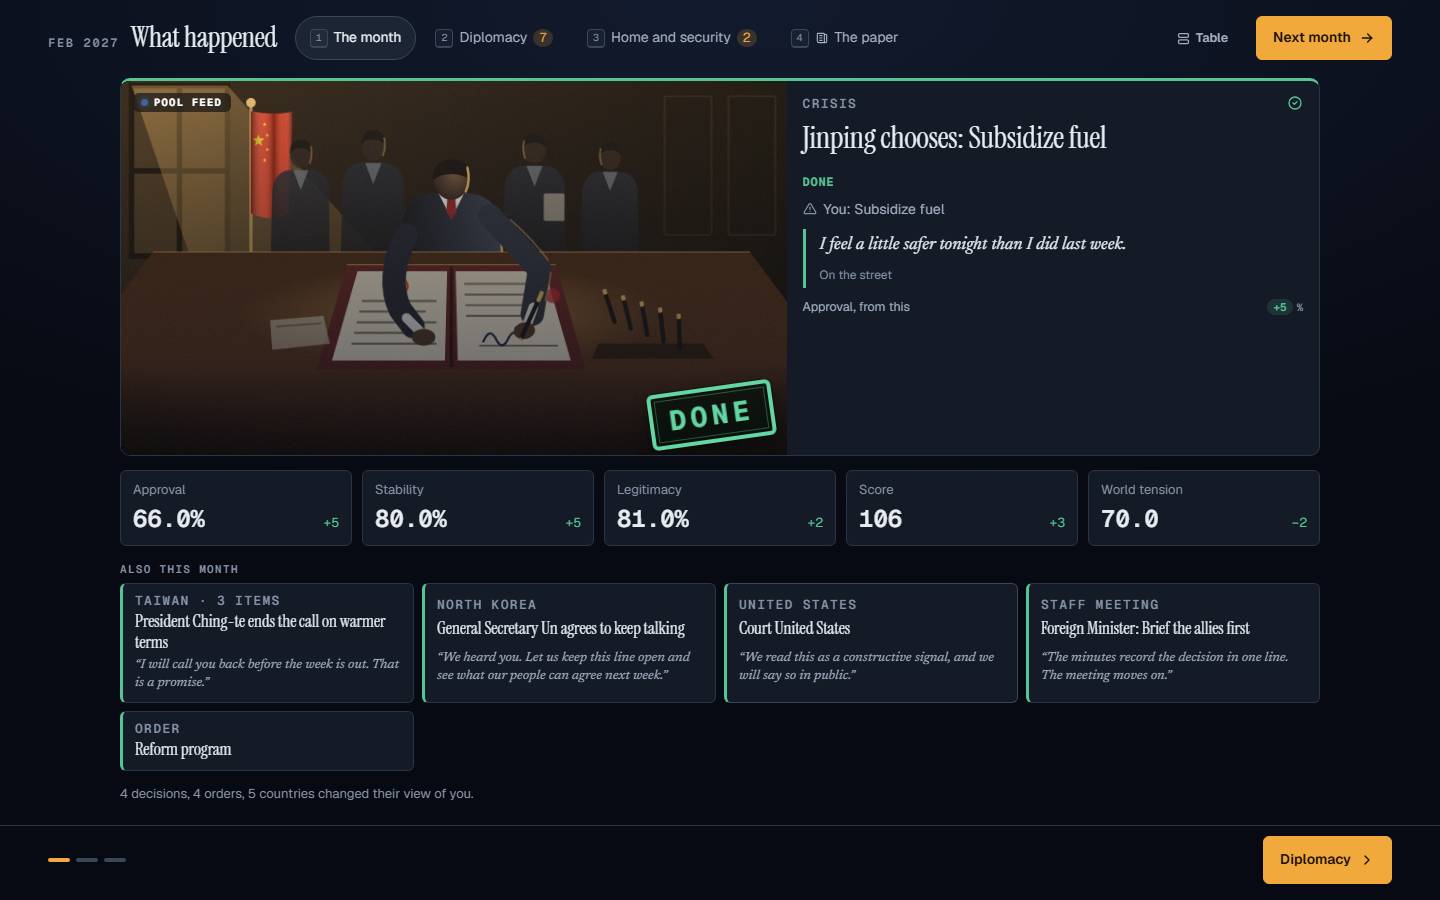 FEB 2027
What happened
1 The month
2 Diplomacy 7
3 Home and security 2
4 The paper
Table
Next month
POOL FEED
DONE
CRISIS
Jinping chooses: Subsidize fuel
DONE
You: Subsidize fuel
I feel a little safer tonight than I did last week.
On the street
Approval, from this +5 %
Approval
66.0% +5
Stability
80.0% +5
Legitimacy
81.0% +2
Score
106 +3
World tension
70.0 −2
ALSO THIS MONTH
TAIWAN · 3 ITEMS
President Ching-te ends the call on warmer
terms
“I will call you back before the week is out. That
is a promise.”
NORTH KOREA
General Secretary Un agrees to keep talking
“We heard you. Let us keep this line open and
see what our people can agree next week.”
UNITED STATES
Court United States
“We read this as a constructive signal, and we
will say so in public.”
STAFF MEETING
Foreign Minister: Brief the allies first
“The minutes record the decision in one line.
The meeting moves on.”
ORDER
Reform program
4 decisions, 4 orders, 5 countries changed their view of you.
Diplomacy